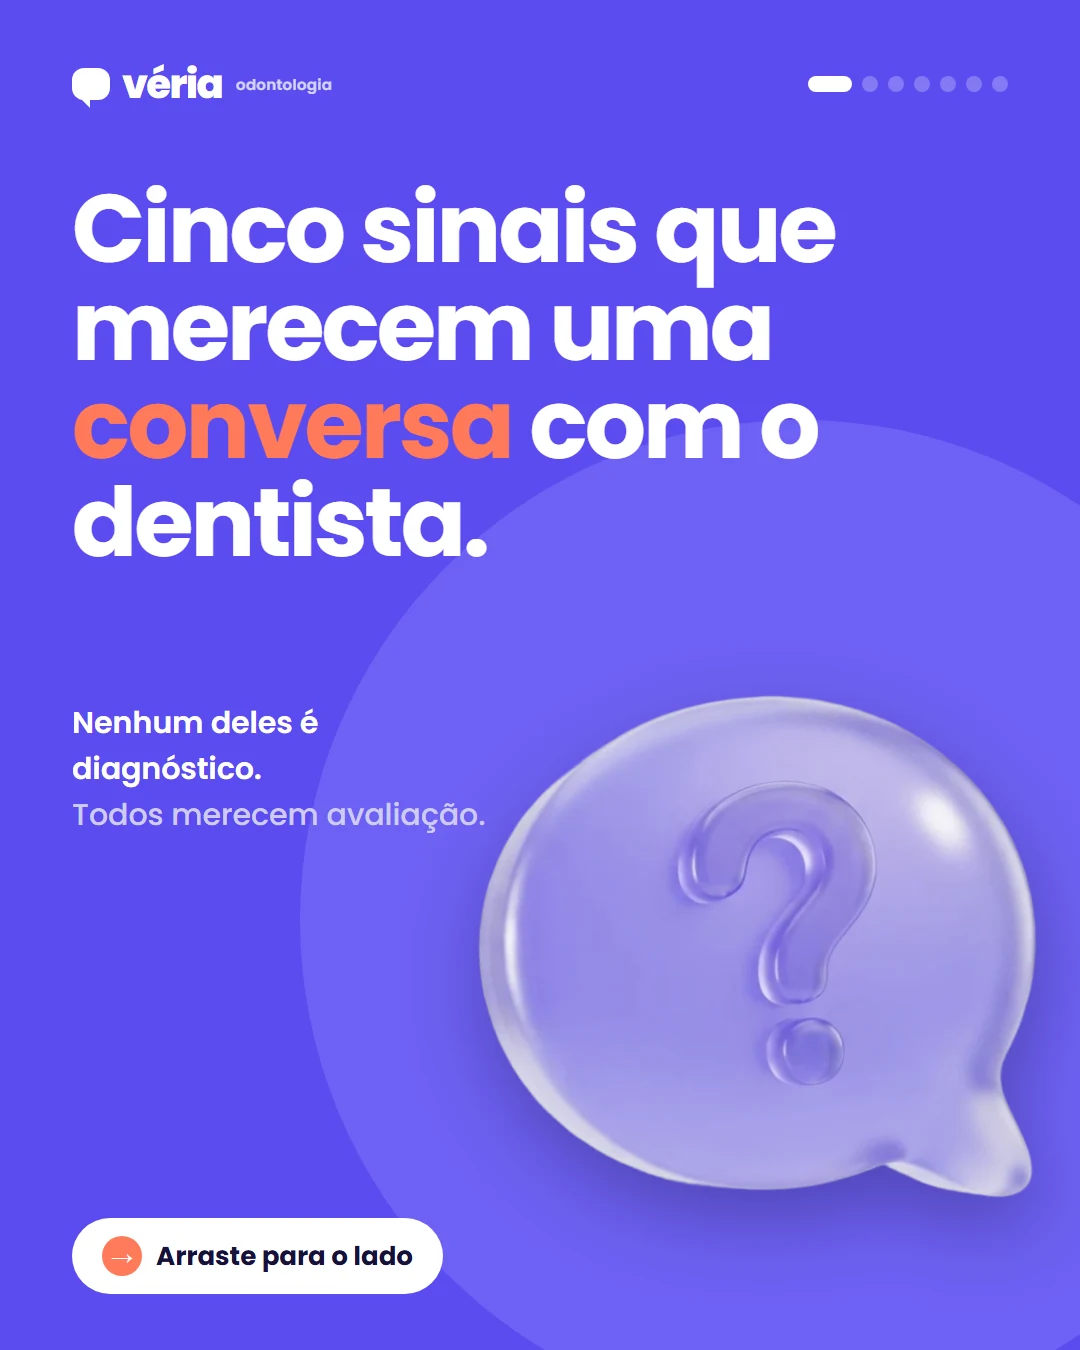 véria odontologia
Cinco sinais que
merecem uma
conversa com o
dentista.
Nenhum deles é
diagnóstico.
Todos merecem avaliação.
?
→ Arraste para o lado